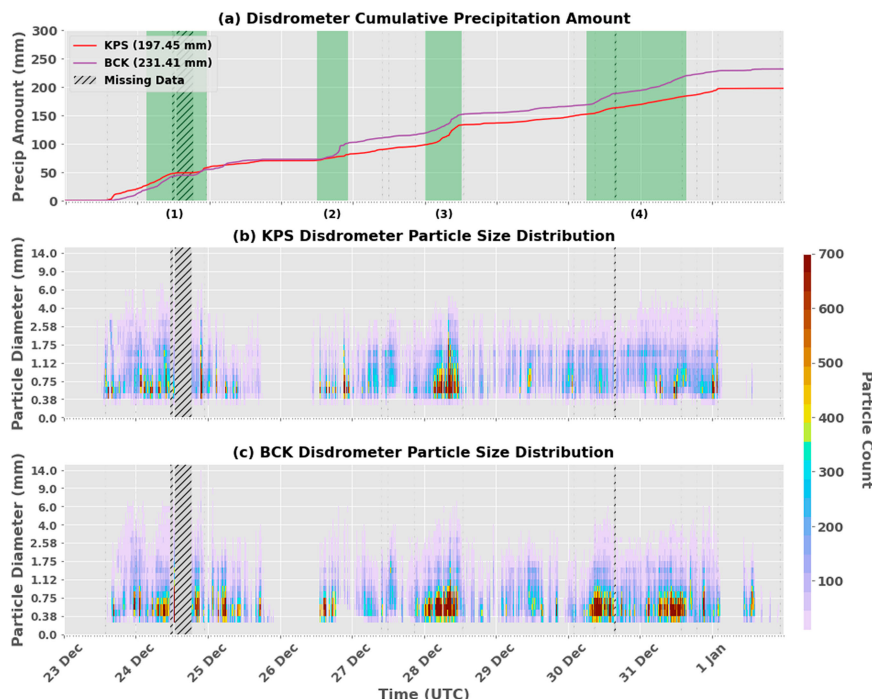 (a) Disdrometer Cumulative Precipitation Amount
Precip Amount (mm)
300
250
200
150
100
50
0
KPS (197.45 mm)
BCK (231.41 mm)
Missing Data
(1)
(2)
(3)
(4)
(b) KPS Disdrometer Particle Size Distribution
Particle Diameter (mm)
14.0
9.0
6.0
4.0
2.58
1.75
1.12
0.75
0.38
0.0
(c) BCK Disdrometer Particle Size Distribution
Particle Diameter (mm)
14.0
9.0
6.0
4.0
2.58
1.75
1.12
0.75
0.38
0.0
23 Dec
24 Dec
25 Dec
26 Dec
27 Dec
28 Dec
29 Dec
30 Dec
31 Dec
1 Jan
Time (UTC)
700
600
500
400
300
200
100
Particle Count